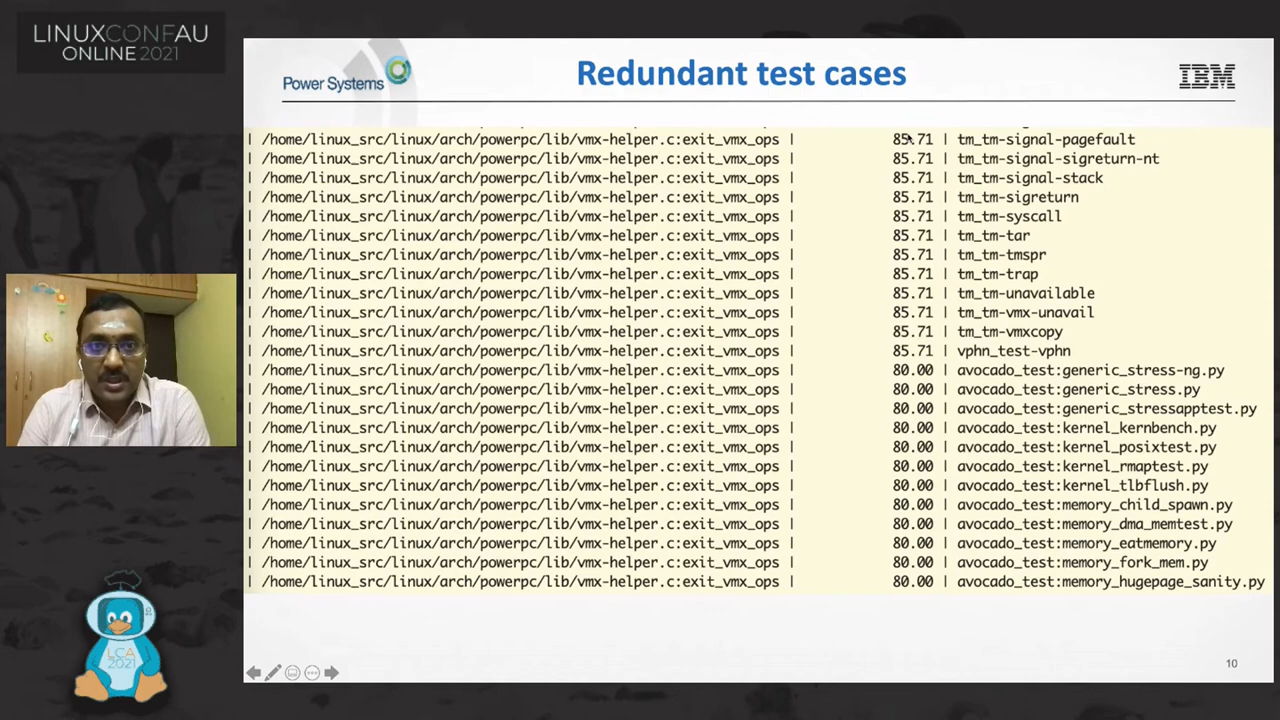 LINUXCONFAU
ONLINE 2021
Power Systems
Redundant test cases
IBM
| /home/linux_src/linux/arch/powerpc/lib/vmx-helper.c:exit_vmx_ops | 85.71 | tm_tm-signal-pagefault
| /home/linux_src/linux/arch/powerpc/lib/vmx-helper.c:exit_vmx_ops | 85.71 | tm_tm-signal-sigreturn-nt
| /home/linux_src/linux/arch/powerpc/lib/vmx-helper.c:exit_vmx_ops | 85.71 | tm_tm-signal-stack
| /home/linux_src/linux/arch/powerpc/lib/vmx-helper.c:exit_vmx_ops | 85.71 | tm_tm-sigreturn
| /home/linux_src/linux/arch/powerpc/lib/vmx-helper.c:exit_vmx_ops | 85.71 | tm_tm-syscall
| /home/linux_src/linux/arch/powerpc/lib/vmx-helper.c:exit_vmx_ops | 85.71 | tm_tm-tar
| /home/linux_src/linux/arch/powerpc/lib/vmx-helper.c:exit_vmx_ops | 85.71 | tm_tm-tmspr
| /home/linux_src/linux/arch/powerpc/lib/vmx-helper.c:exit_vmx_ops | 85.71 | tm_tm-trap
| /home/linux_src/linux/arch/powerpc/lib/vmx-helper.c:exit_vmx_ops | 85.71 | tm_tm-unavailable
| /home/linux_src/linux/arch/powerpc/lib/vmx-helper.c:exit_vmx_ops | 85.71 | tm_tm-vmx-unavail
| /home/linux_src/linux/arch/powerpc/lib/vmx-helper.c:exit_vmx_ops | 85.71 | tm_tm-vmxcopy
| /home/linux_src/linux/arch/powerpc/lib/vmx-helper.c:exit_vmx_ops | 85.71 | vphn_test-vphn
| /home/linux_src/linux/arch/powerpc/lib/vmx-helper.c:exit_vmx_ops | 80.00 | avocado_test:generic_stress-ng.py
| /home/linux_src/linux/arch/powerpc/lib/vmx-helper.c:exit_vmx_ops | 80.00 | avocado_test:generic_stress.py
| /home/linux_src/linux/arch/powerpc/lib/vmx-helper.c:exit_vmx_ops | 80.00 | avocado_test:generic_stressapptest.py
| /home/linux_src/linux/arch/powerpc/lib/vmx-helper.c:exit_vmx_ops | 80.00 | avocado_test:kernel_kernbench.py
| /home/linux_src/linux/arch/powerpc/lib/vmx-helper.c:exit_vmx_ops | 80.00 | avocado_test:kernel_posixtest.py
| /home/linux_src/linux/arch/powerpc/lib/vmx-helper.c:exit_vmx_ops | 80.00 | avocado_test:kernel_rmaptest.py
| /home/linux_src/linux/arch/powerpc/lib/vmx-helper.c:exit_vmx_ops | 80.00 | avocado_test:kernel_tlbflush.py
| /home/linux_src/linux/arch/powerpc/lib/vmx-helper.c:exit_vmx_ops | 80.00 | avocado_test:memory_child_spawn.py
| /home/linux_src/linux/arch/powerpc/lib/vmx-helper.c:exit_vmx_ops | 80.00 | avocado_test:memory_dma_memtest.py
| /home/linux_src/linux/arch/powerpc/lib/vmx-helper.c:exit_vmx_ops | 80.00 | avocado_test:memory_eatmemory.py
| /home/linux_src/linux/arch/powerpc/lib/vmx-helper.c:exit_vmx_ops | 80.00 | avocado_test:memory_fork_mem.py
| /home/linux_src/linux/arch/powerpc/lib/vmx-helper.c:exit_vmx_ops | 80.00 | avocado_test:memory_hugepage_sanity.py
LCA
2021
10